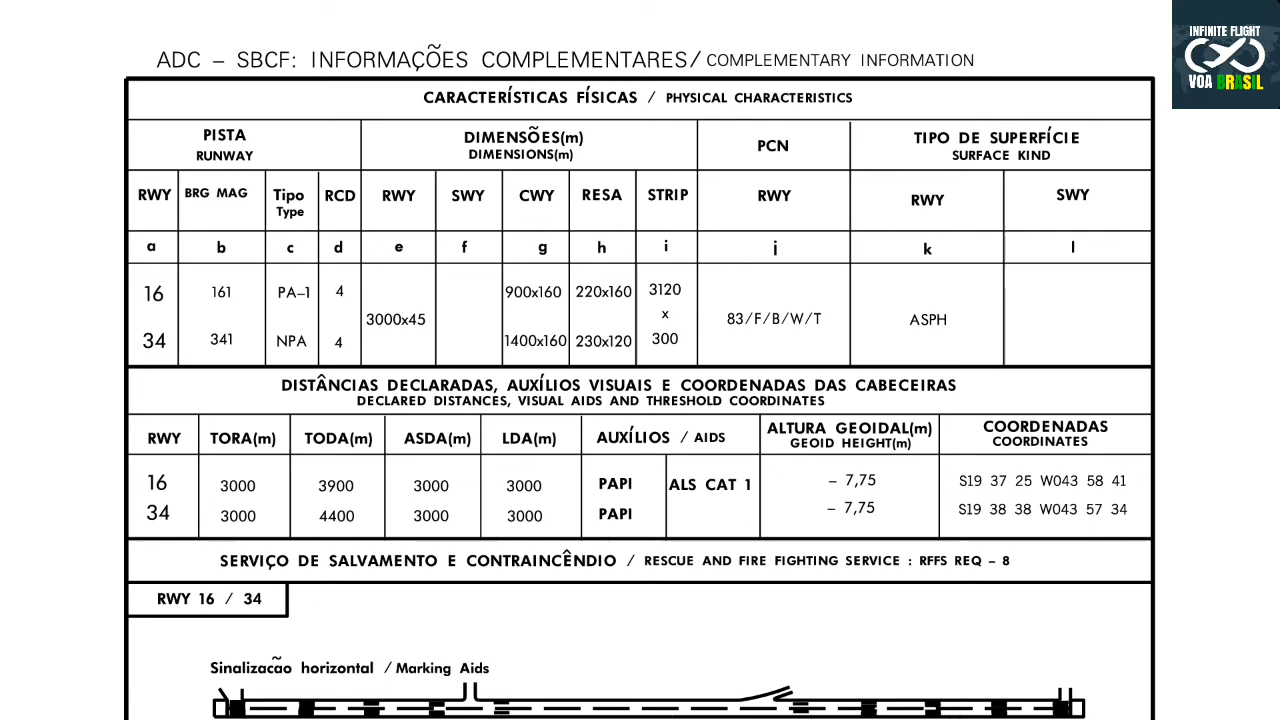 ADC – SBCF: INFORMAÇÕES COMPLEMENTARES/ COMPLEMENTARY INFORMATION
INFINITE FLIGHT
VOA BRASIL
CARACTERÍSTICAS FÍSICAS / PHYSICAL CHARACTERISTICS
PISTA
RUNWAY
DIMENSÕES(m)
DIMENSIONS(m)
PCN
TIPO DE SUPERFÍCIE
SURFACE KIND
RWY BRG MAG Tipo RCD RWY SWY CWY RESA STRIP RWY RWY SWY
Type
a b c d e f g h i j k l
16 161 PA–1 4 900x160 220x160 3120
3000x45 x 83/F/B/W/T ASPH
34 341 NPA 4 1400x160 230x120 300
DISTÂNCIAS DECLARADAS, AUXÍLIOS VISUAIS E COORDENADAS DAS CABECEIRAS
DECLARED DISTANCES, VISUAL AIDS AND THRESHOLD COORDINATES
RWY TORA(m) TODA(m) ASDA(m) LDA(m) AUXÍLIOS / AIDS ALTURA GEOIDAL(m) COORDENADAS
GEOID HEIGHT(m) COORDINATES
16 3000 3900 3000 3000 PAPI ALS CAT 1 – 7,75 S19 37 25 W043 58 41
34 3000 4400 3000 3000 PAPI – 7,75 S19 38 38 W043 57 34
SERVIÇO DE SALVAMENTO E CONTRAINCÊNDIO / RESCUE AND FIRE FIGHTING SERVICE : RFFS REQ – 8
RWY 16 / 34
Sinalizacão horizontal / Marking Aids